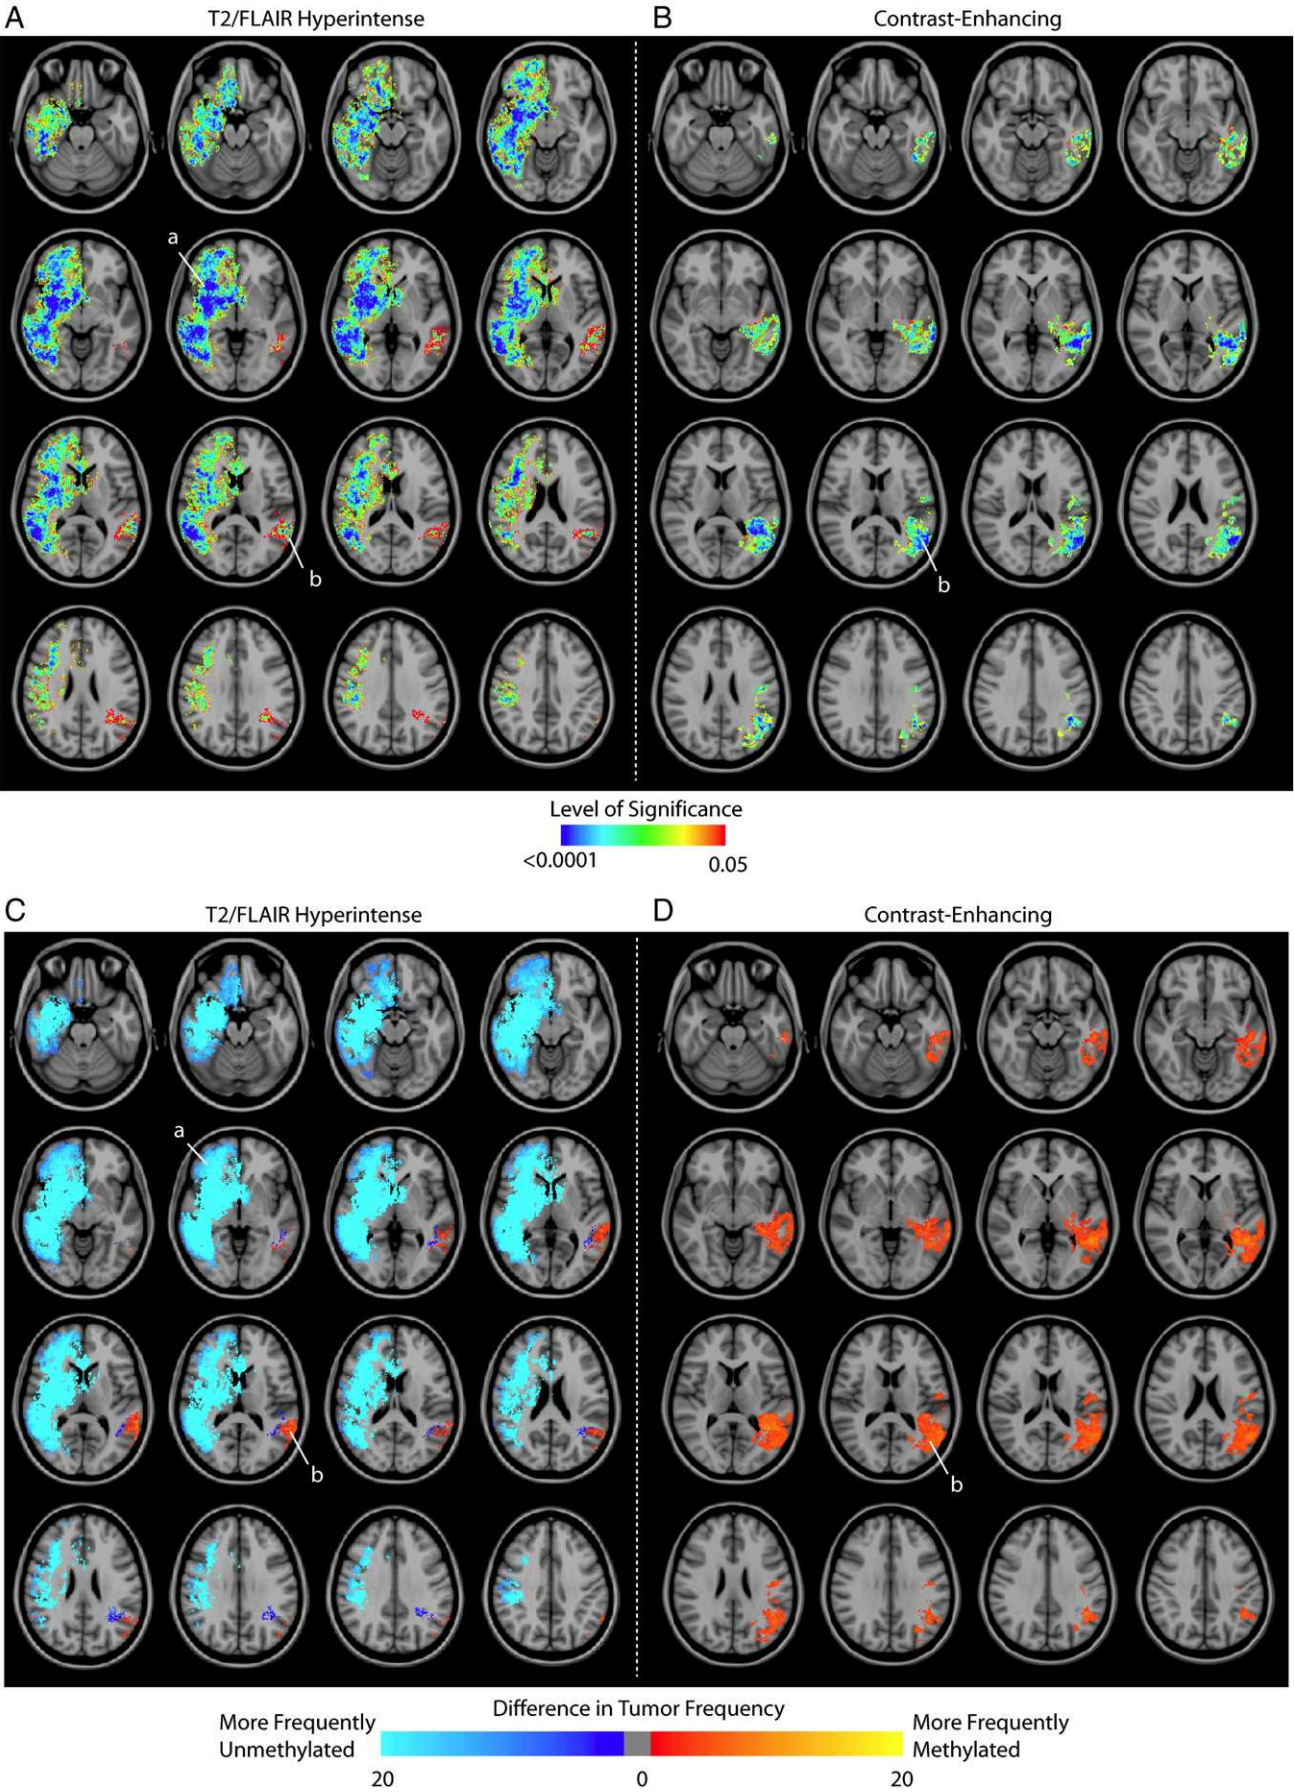 A
T2/FLAIR Hyperintense
B
Contrast-Enhancing
a
b
b
Level of Significance
<0.0001
0.05
C
T2/FLAIR Hyperintense
D
Contrast-Enhancing
a
b
b
Difference in Tumor Frequency
More Frequently
Unmethylated
More Frequently
Methylated
20
0
20